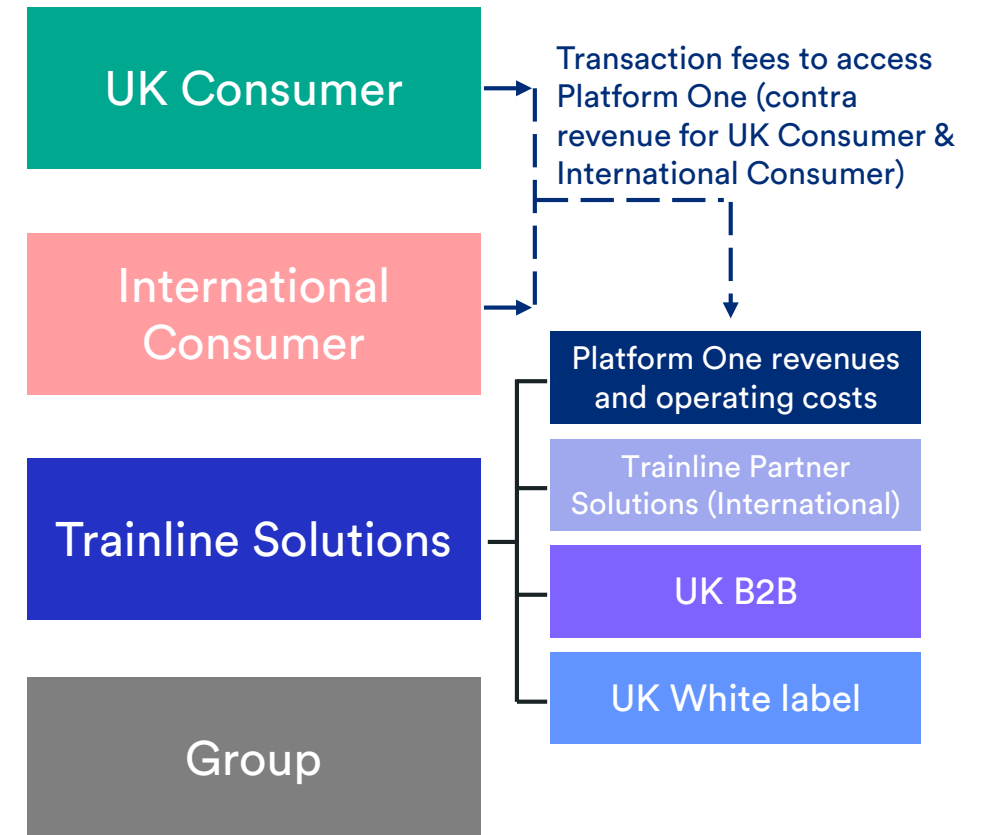 UK Consumer
Transaction fees to access
Platform One (contra
revenue for UK Consumer &
International Consumer)
International
Consumer
Platform One revenues
and operating costs
Trainline Partner
Solutions (International)
Trainline Solutions
UK B2B
UK White label
Group